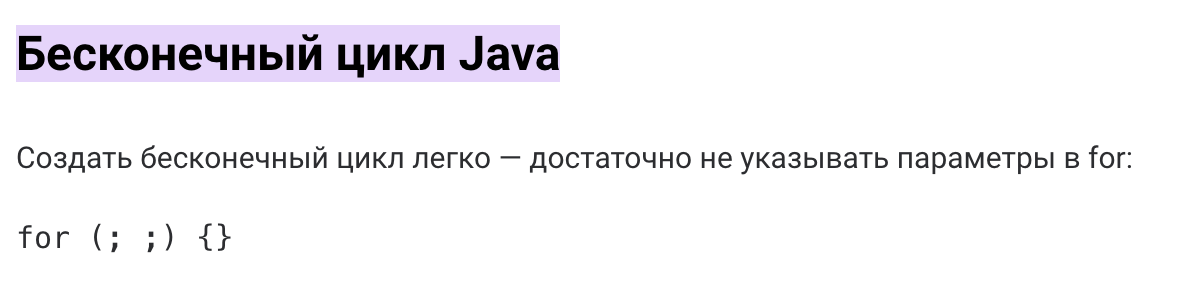 Бесконечный цикл Java
Создать бесконечный цикл легко — достаточно не указывать параметры в for:
for (; ;) {}